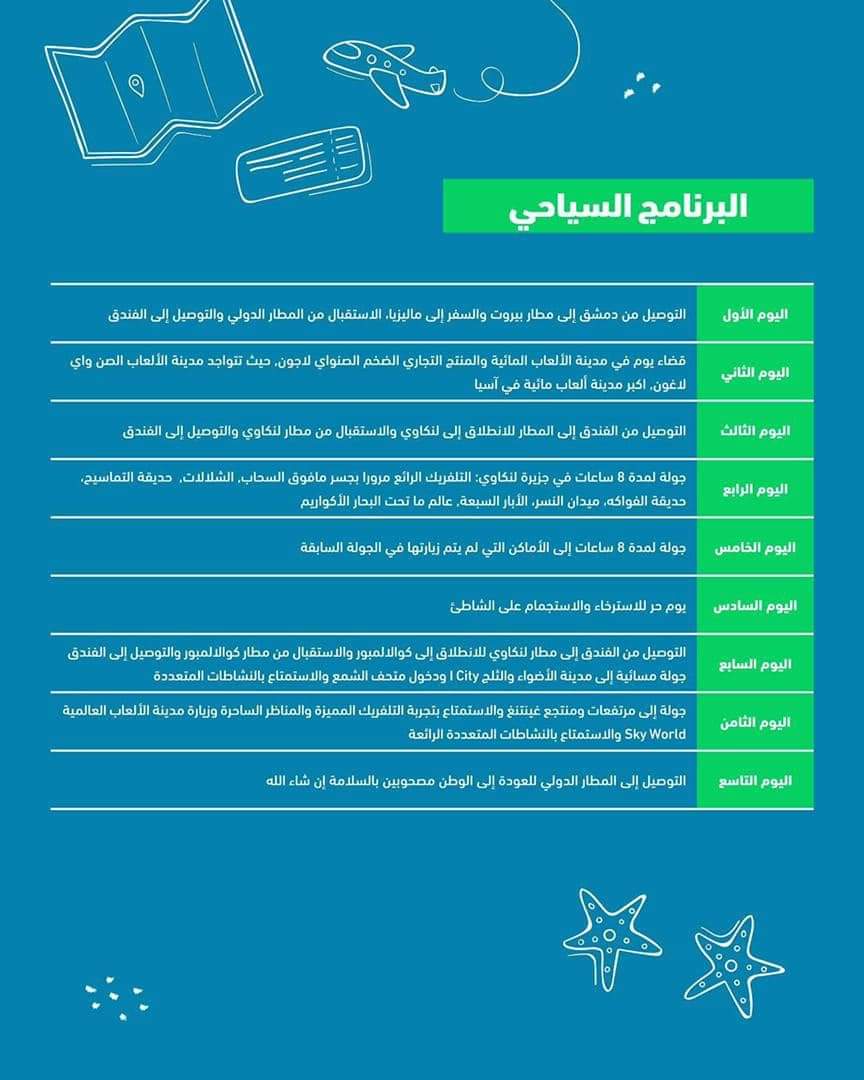 البرنامج السياحي
اليوم الأول
التوصيل من دمشق إلى مطار بيروت والسفر إلى ماليزيا، الاستقبال من المطار الدولي والتوصيل إلى الفندق
اليوم الثاني
قضاء يوم في مدينة الألعاب المائية والمنتج التجاري الضخم الصنواي لاجون, حيث تتواجد مدينة الألعاب الصن واي
لاغون, اكبر مدينة ألعاب مائية في آسيا
اليوم الثالث
التوصيل من الفندق إلى المطار للانطلاق إلى لنكاوي والاستقبال من مطار لنكاوي والتوصيل إلى الفندق
اليوم الرابع
جولة لمدة 8 ساعات في جزيرة لنكاوي: التلفريك الرائع مرورا بجسر مافوق السحاب, الشلالات, حديقة التماسيح,
حديقة الفواكه, ميدان النسر, الأبار السبعة, عالم ما تحت البحار الأكواريم
اليوم الخامس
جولة لمدة 8 ساعات إلى الأماكن التي لم يتم زيارتها في الجولة السابقة
اليوم السادس
يوم حر للاسترخاء والاستجمام على الشاطئ
اليوم السابع
التوصيل من الفندق إلى مطار لنكاوي للانطلاق إلى كوالالمبور والاستقبال من مطار كوالالمبور والتوصيل إلى الفندق
جولة مسائية إلى مدينة الأضواء والثلج I City ودخول متحف الشمع والاستمتاع بالنشاطات المتعددة
اليوم الثامن
جولة إلى مرتفعات ومنتجع غينتنغ والاستمتاع بتجربة التلفريك المميزة والمناظر الساحرة وزيارة مدينة الألعاب العالمية
Sky World والاستمتاع بالنشاطات المتعددة الرائعة
اليوم التاسع
التوصيل إلى المطار الدولي للعودة إلى الوطن مصحوبين بالسلامة إن شاء الله